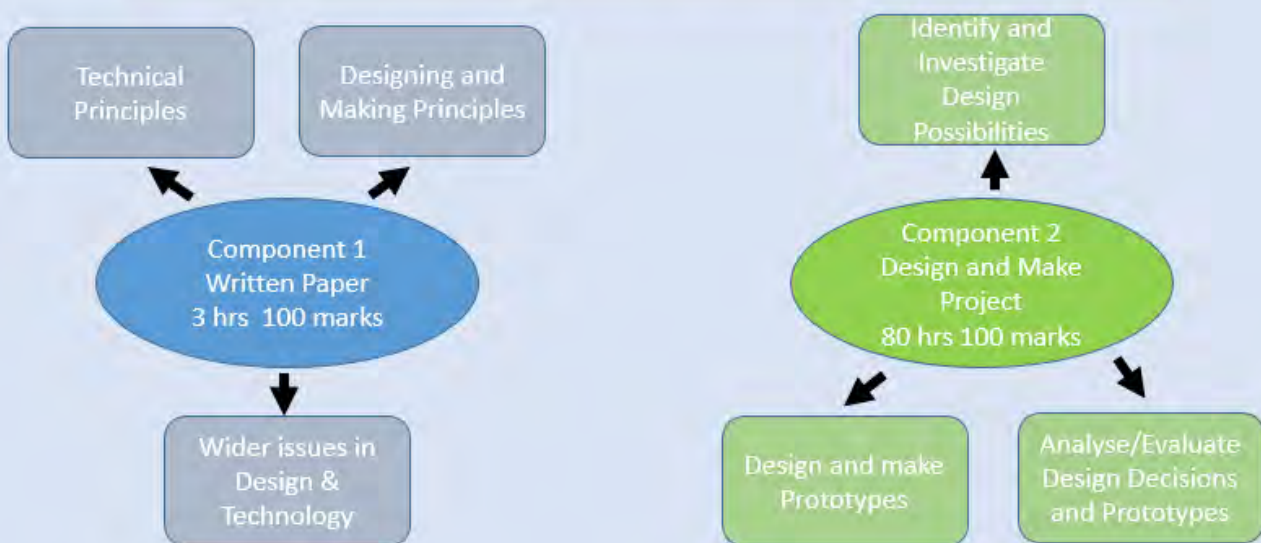 Technical
Principles
Designing and
Making Principles
Component 1
Written Paper
3 hrs 100 marks
Wider issues in
Design &
Technology
Identify and
Investigate
Design
Possibilities
Component 2
Design and Make
Project
80 hrs 100 marks
Design and make
Prototypes
Analyse/Evaluate
Design Decisions
and Prototypes